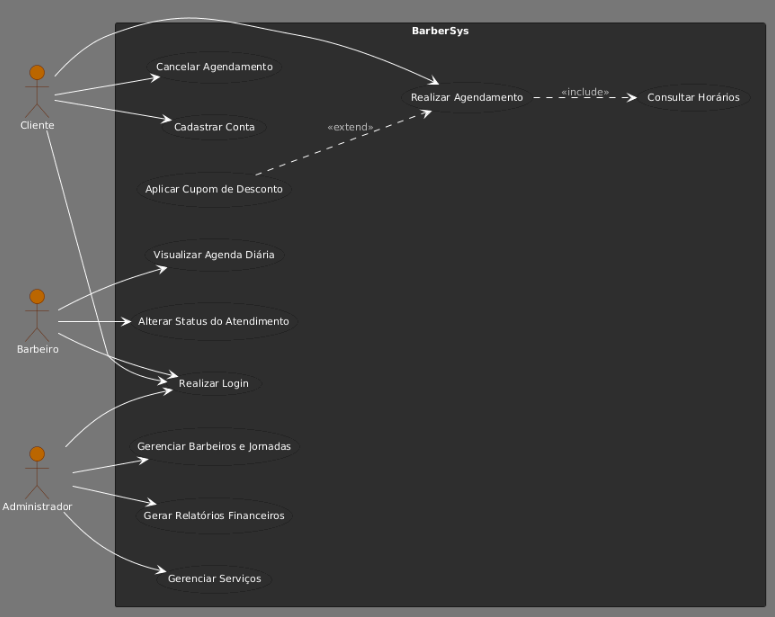 BarberSys
Cancelar Agendamento
Realizar Agendamento
«include»
Consultar Horários
Cliente
Cadastrar Conta
«extend»
Aplicar Cupom de Desconto
Visualizar Agenda Diária
Alterar Status do Atendimento
Barbeiro
Realizar Login
Gerenciar Barbeiros e Jornadas
Administrador
Gerar Relatórios Financeiros
Gerenciar Serviços